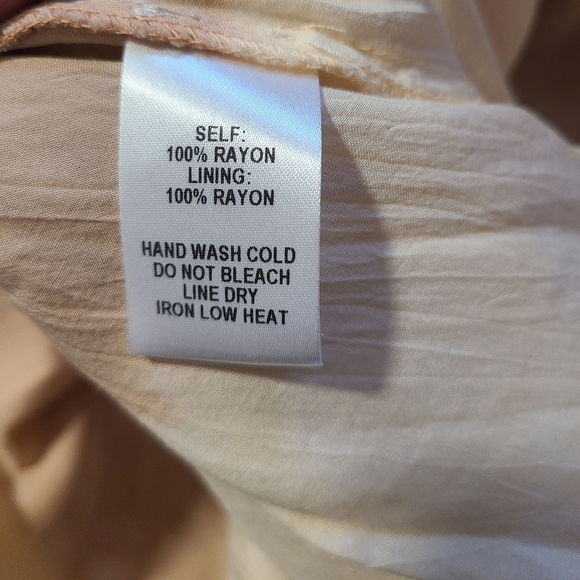 SELF:
100% RAYON
LINING:
100% RAYON
HAND WASH COLD
DO NOT BLEACH
LINE DRY
IRON LOW HEAT